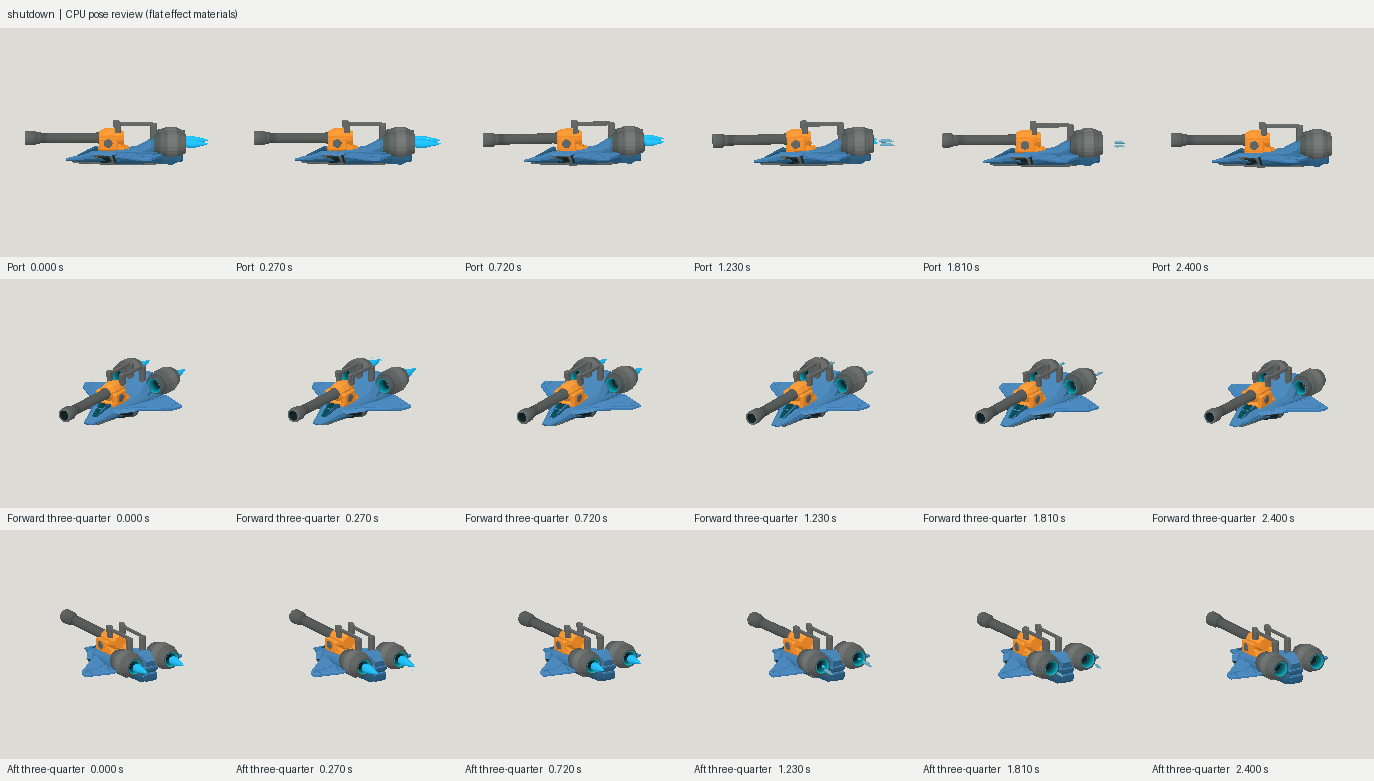 shutdown | CPU pose review (flat effect materials)
Port 0.000 s
Port 0.270 s
Port 0.720 s
Port 1.230 s
Port 1.810 s
Port 2.400 s
Forward three-quarter 0.000 s
Forward three-quarter 0.270 s
Forward three-quarter 0.720 s
Forward three-quarter 1.230 s
Forward three-quarter 1.810 s
Forward three-quarter 2.400 s
Aft three-quarter 0.000 s
Aft three-quarter 0.270 s
Aft three-quarter 0.720 s
Aft three-quarter 1.230 s
Aft three-quarter 1.810 s
Aft three-quarter 2.400 s